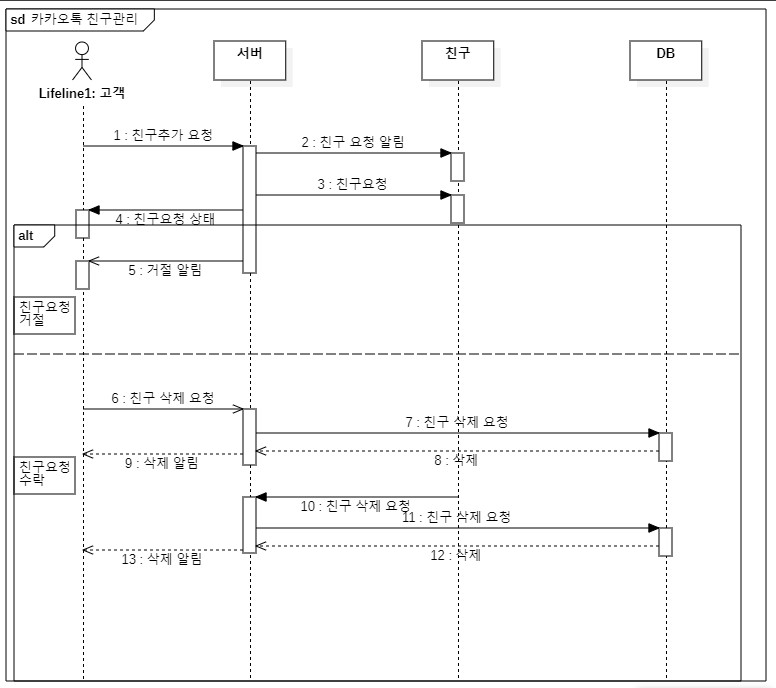 sd 카카오톡 친구관리
서버
친구
DB
Lifeline1: 고객
1 : 친구추가 요청
2 : 친구 요청 알림
3 : 친구요청
4 : 친구요청 상태
alt
5 : 거절 알림
친구요청
거절
6 : 친구 삭제 요청
7 : 친구 삭제 요청
8 : 삭제
9 : 삭제 알림
친구요청
수락
10 : 친구 삭제 요청
11 : 친구 삭제 요청
12 : 삭제
13 : 삭제 알림